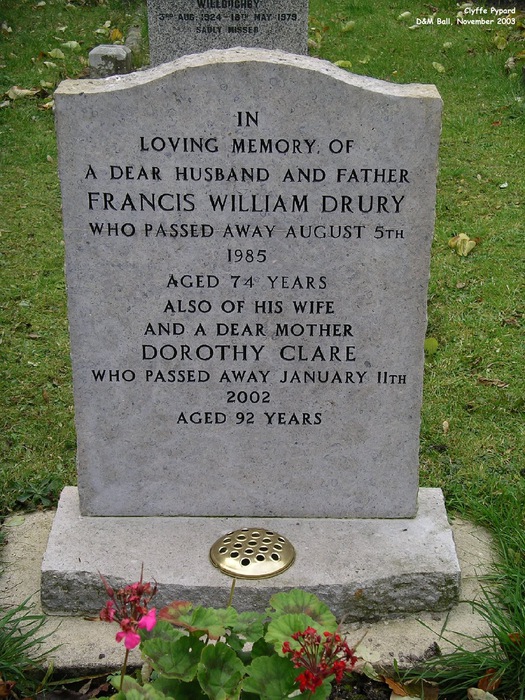 WILLOUGHBY
3RD AUG 1924 - 18TH MAY 1979
SADLY MISSED
Clyffe Pypard
D&M Ball, November 2003
IN
LOVING MEMORY OF
A DEAR HUSBAND AND FATHER
FRANCIS WILLIAM DRURY
WHO PASSED AWAY AUGUST 5TH
1985
AGED 74 YEARS
ALSO OF HIS WIFE
AND A DEAR MOTHER
DOROTHY CLARE
WHO PASSED AWAY JANUARY 11TH
2002
AGED 92 YEARS